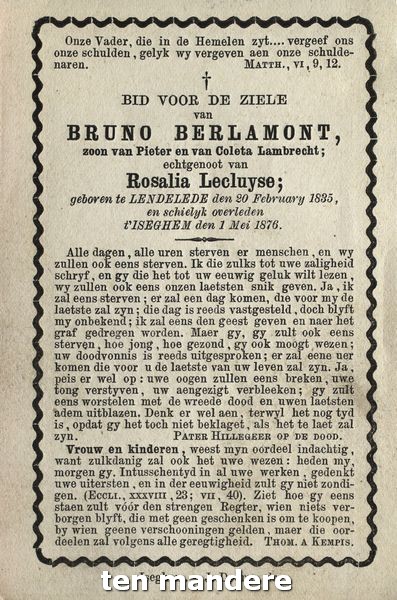 Onze Vader, die in de Hemelen zyt.... vergeef ons
onze schulden, gelyk wy vergeven aen onze schulde-
naren. MATTH., VI, 9, 12.
†
BID VOOR DE ZIELE
van
BRUNO BERLAMONT,
zoon van Pieter en van Coleta Lambrecht;
echtgenoot van
Rosalia Lecluyse;
geboren te LENDELEDE den 20 February 1835,
en schielyk overleden
t'ISEGHEM den 1 Mei 1876.
Alle dagen, alle uren sterven er menschen, en wy
zullen ook eens sterven. Ik die zulks tot uwe zaligheid
schryf, en gy die het tot uw eeuwig geluk wilt lezen,
wy zullen ook eens onzen laetsten snik geven. Ja, ik
zal eens sterven; er zal een dag komen, die voor my de
laetste zal zyn; die dag is reeds vastgesteld, doch blyft
my onbekend; ik zal eens den geest geven en naer het
graf gedregen worden. Maer gy, gy zult ook eens
sterven, hoe jong, hoe gezond, gy ook moogt wezen;
uw doodvonnis is reeds uitgesproken; er zal eene uer
komen die voor u de laetste van uw leven zal zyn. Ja,
peis er wel op: uwe oogen zullen eens breken, uwe
tong verstyven, uw aengezigt verbleeken; gy zult
eens worstelen met de wreede dood en uwen laetsten
adem uitblazen. Denk er wel aen, terwyl het nog tyd
is, opdat gy het toch niet beklaget, als het te laet zal
zyn. PATER HILLEGEER OP DE DOOD.
Vrouw en kinderen, weest myn oordeel indachtig,
want zulkdanig zal ook het uwe wezen: heden my,
morgen gy. Intusschentyd in al uwe werken, gedenkt
uwe uitersten, en in der eeuwigheid zult gy niet zondi-
gen. (ECCLI., XXXVIII, 23; VII, 40). Ziet hoe gy eens
staen zult vóór den strengen Regter, wien niets ver-
borgen blyft, die met geen geschenken is om te koopen,
by wien geene verschooningen gelden, maer die oor-
deelen zal volgens alle geregtigheid. THOM. A KEMPIS.
ten mandere